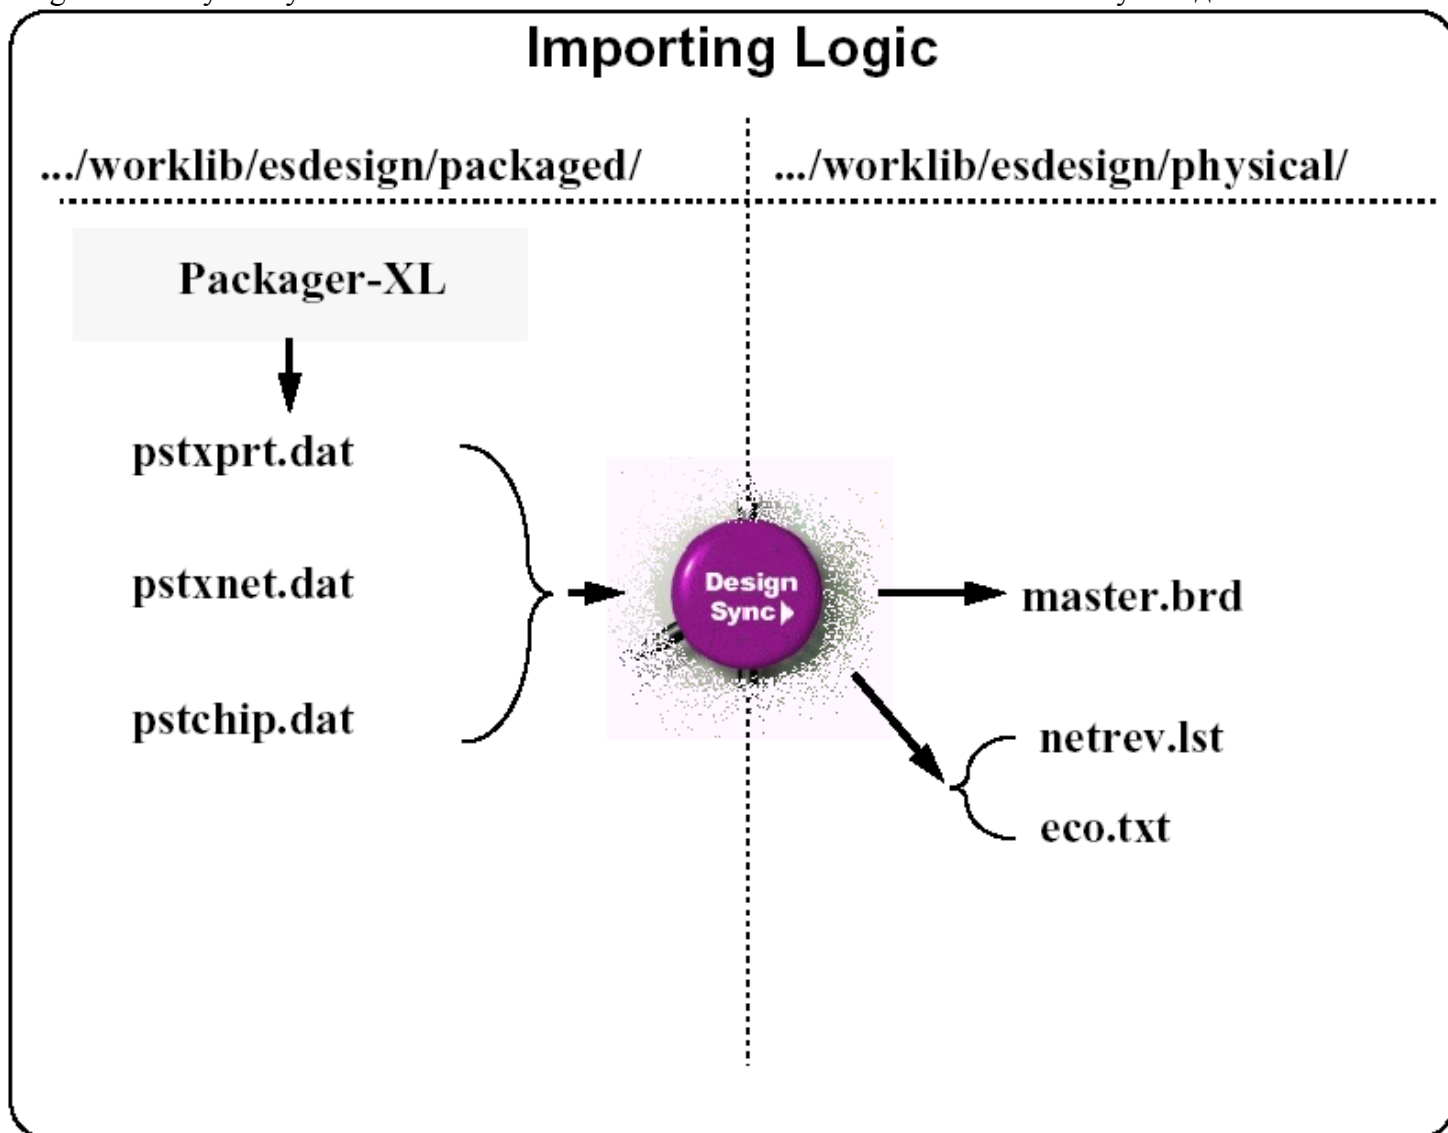 Importing Logic
.../worklib/esdesign/packaged/
.../worklib/esdesign/physical/
Packager-XL
pstxprt.dat
pstxnet.dat
pstchip.dat
Design
Sync
master.brd
netrev.lst
eco.txt